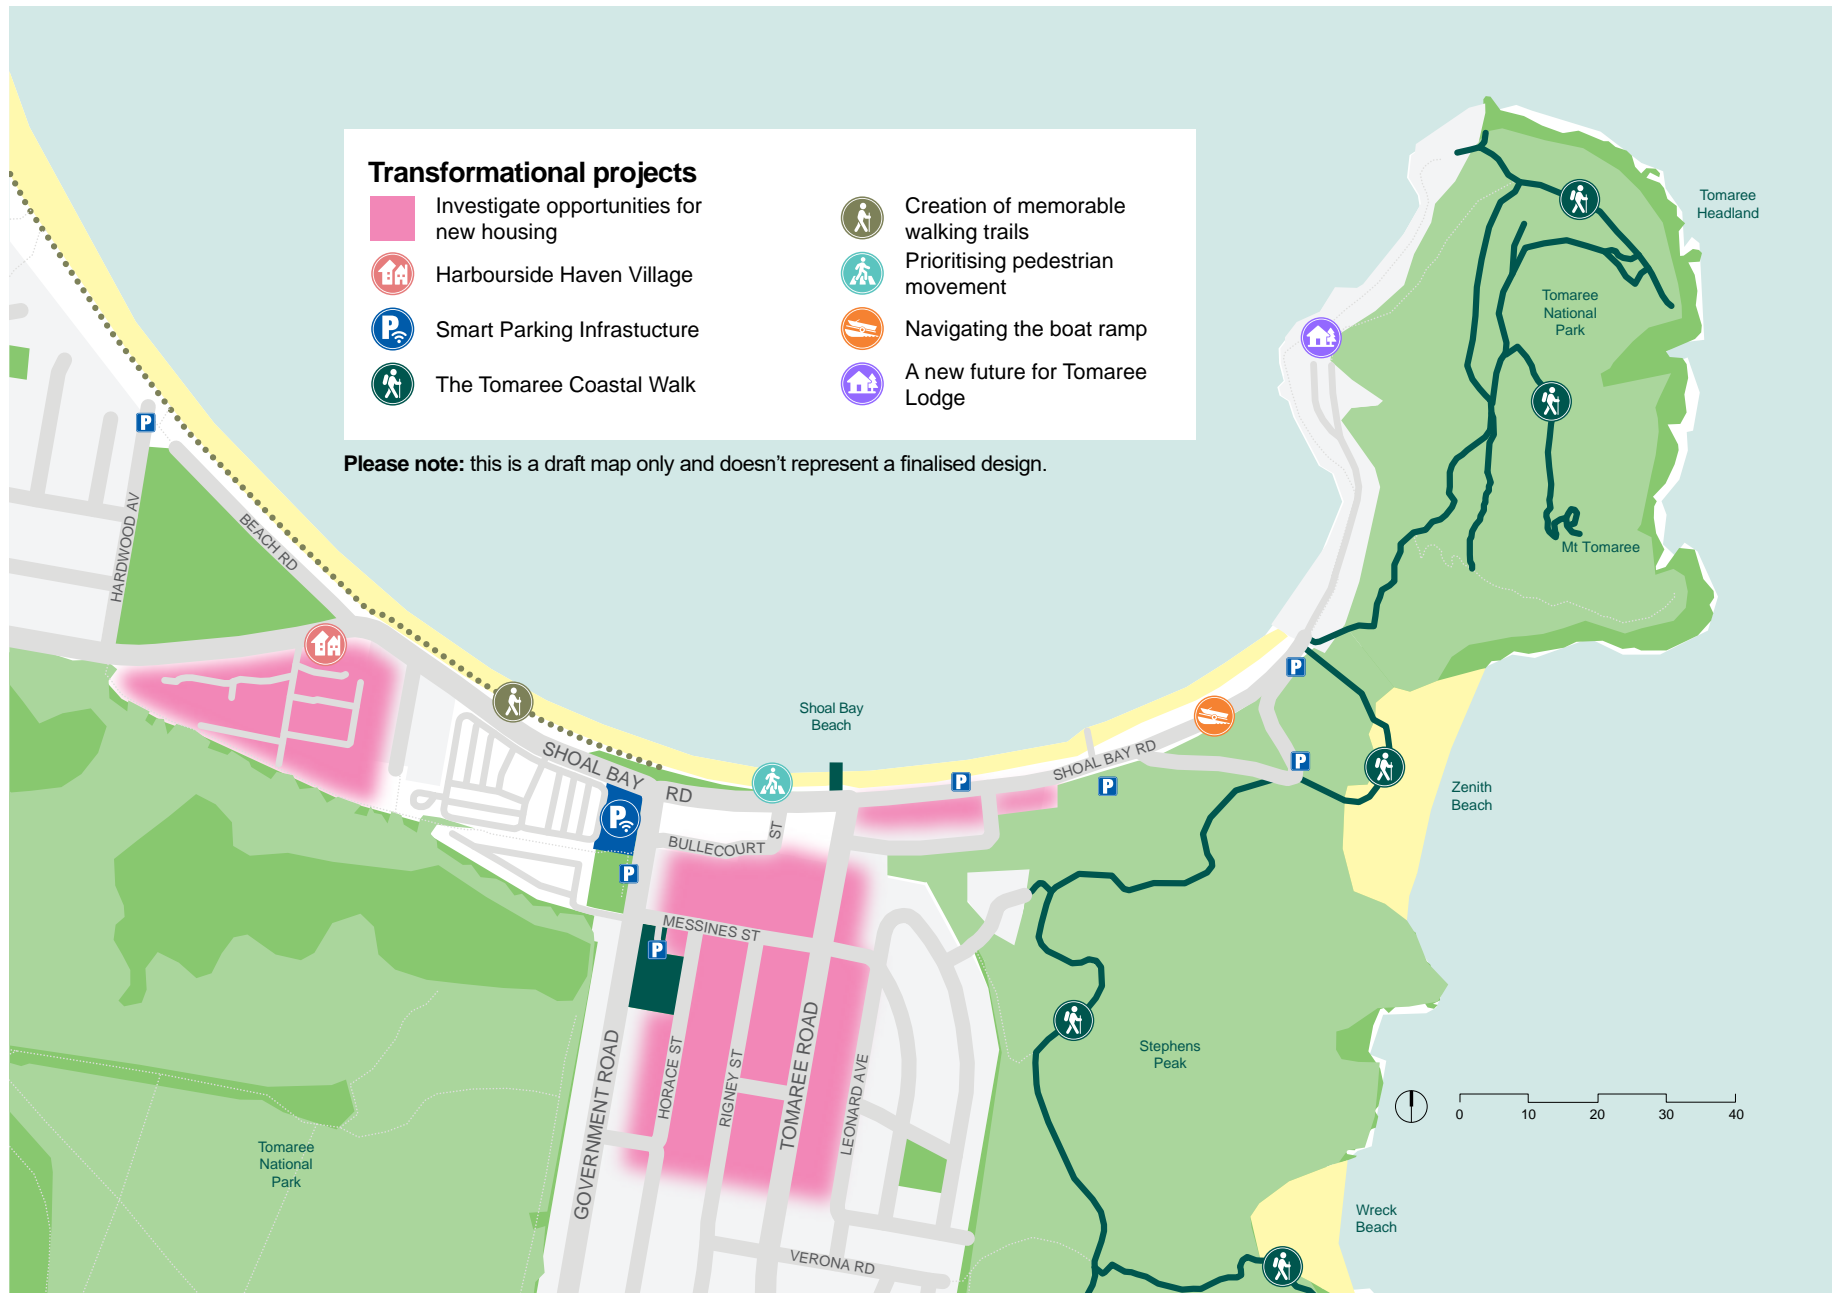 Transformational projects
Investigate opportunities for
new housing
Harbourside Haven Village
Smart Parking Infrastucture
The Tomaree Coastal Walk
Creation of memorable
walking trails
Prioritising pedestrian
movement
Navigating the boat ramp
A new future for Tomaree
Lodge
Please note: this is a draft map only and doesn't represent a finalised design.
Tomaree
Headland
Tomaree
National
Park
Mt Tomaree
P
HARDWOOD AV
BEACH RD
Shoal Bay
Beach
SHOAL BAY RD
SHOAL BAY RD
P
P
P
P
P
P
BULLECOURT ST
P
MESSINES ST
P
Zenith
Beach
GOVERNMENT ROAD
HORACE ST
RIGNEY ST
TOMAREE ROAD
LEONARD AVE
VERONA RD
Stephens
Peak
Tomaree
National
Park
Wreck
Beach
0 10 20 30 40